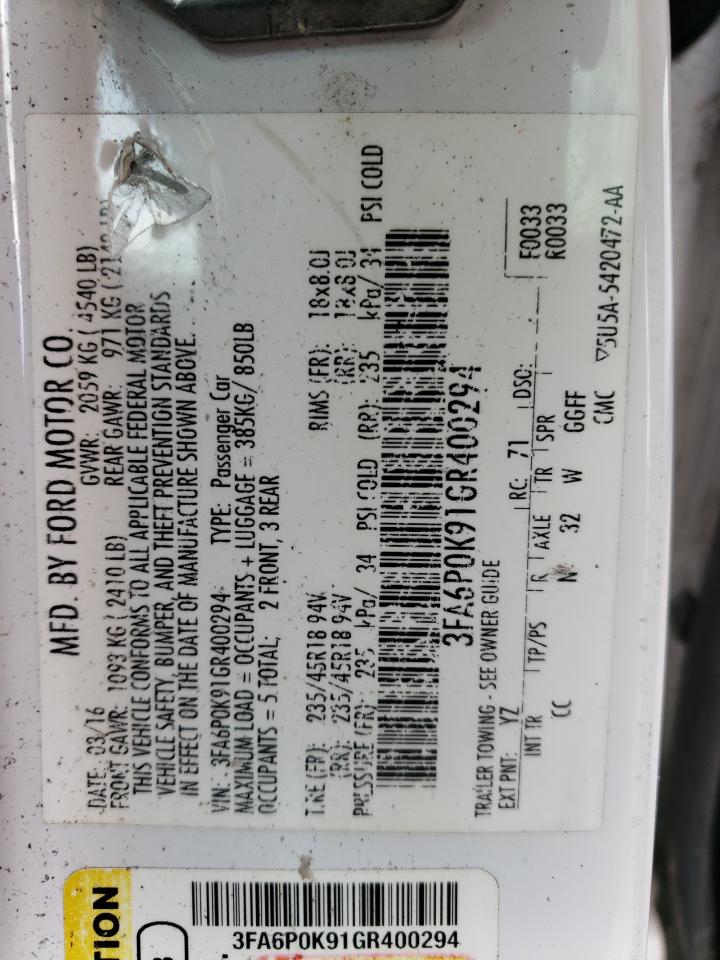 MFD. BY FORD MOTOR CO.
DATE: 03/16 GVWR: 2059 KG ( 4540 LB)
FRONT GAWR: 1093 KG ( 2410 LB) REAR GAWR: 971 KG
THIS VEHICLE CONFORMS TO ALL APPLICABLE FEDERAL MOTOR
VEHICLE SAFETY, BUMPER, AND THEFT PREVENTION STANDARDS
IN EFFECT ON THE DATE OF MANUFACTURE SHOWN ABOVE.
VIN: 3FA6P0K91GR400294 TYPE: Passenger Car
MAXIMUM LOAD = OCCUPANTS + LUGGAGE = 385KG/ 850LB
OCCUPANTS = 5 TOTAL; 2 FRONT, 3 REAR
TIRE (FR): 235/45R18 94V RIMS (FR): 18x8.0J
(RR): 235/45R18 94V (RR): 18x8.0J
PRESSURE (FR): 235 kPa/ 34 PSI COLD (RR): 235 kPa/ 34 PSI COLD
3FA6P0K91GR400294
TRAILER TOWING - SEE OWNER GUIDE
EXT PNT: YZ RC: 71 DSO: F0033
R0033
INT TR TP/PS R AXLE TR SPR
CC N 32 W GGFF
CMC ▽5U5A-5420472-AA
TION
3FA6P0K91GR400294